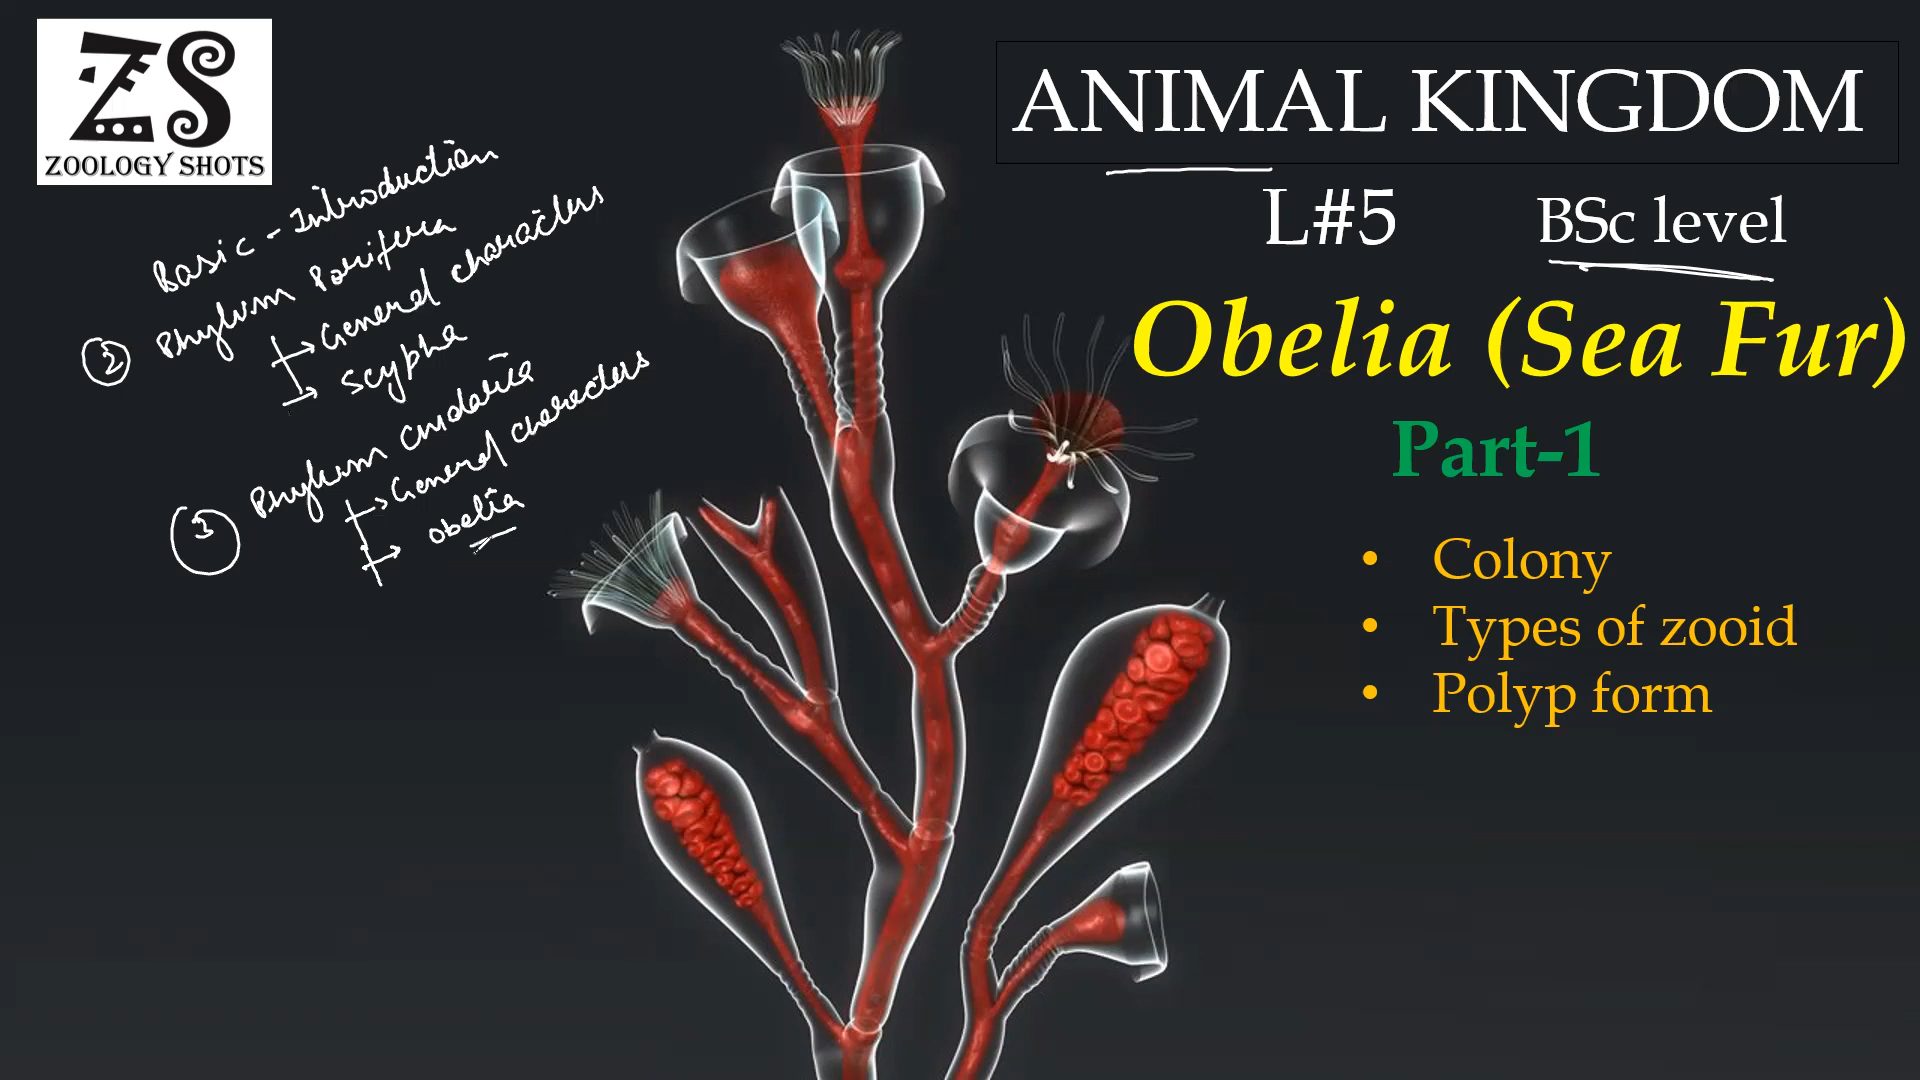 ZS
ZOOLOGY SHOTS
Basic - Introduction
② Phylum Porifera
→ General characters
→ Scypha
③ Phylum Cnidaria
→ General characters
→ obelia
ANIMAL KINGDOM
L#5 BSc level
Obelia (Sea Fur)
Part-1
• Colony
• Types of zooid
• Polyp form